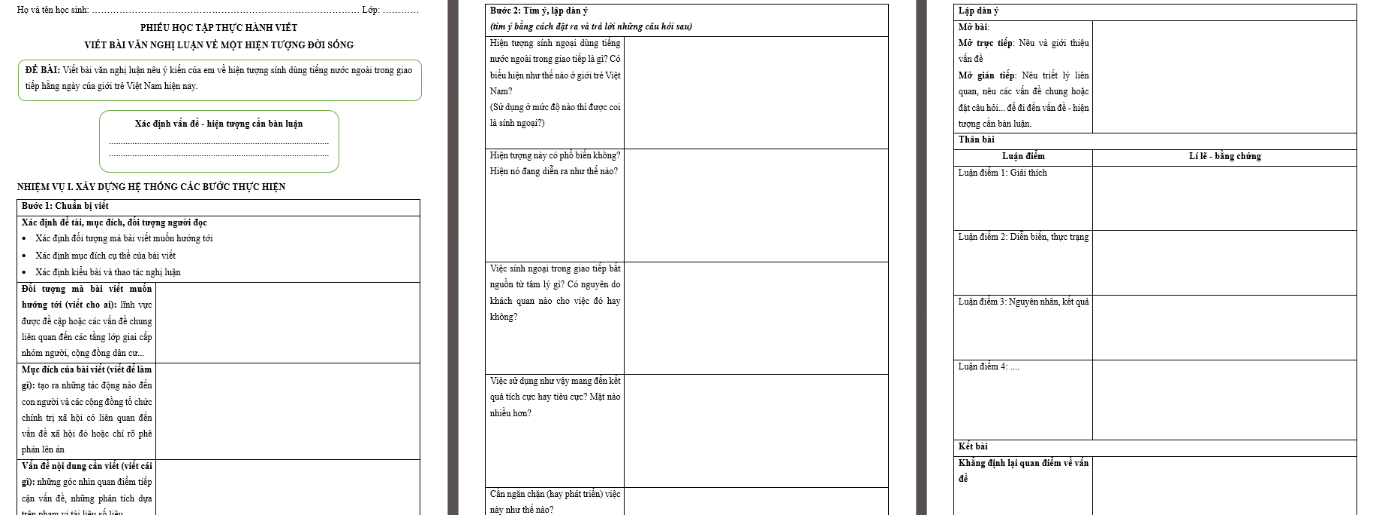 Họ và tên học sinh: …………………………………………………………… Lớp: …………
PHIẾU HỌC TẬP THỰC HÀNH VIẾT
VIẾT BÀI VĂN NGHỊ LUẬN VỀ MỘT HIỆN TƯỢNG ĐỜI SỐNG
ĐỀ BÀI: Viết bài văn nghị luận nêu ý kiến của em về hiện tượng sính dùng tiếng nước ngoài trong giao
tiếp hằng ngày của giới trẻ Việt Nam hiện nay.
Xác định vấn đề - hiện tượng cần bàn luận
NHIỆM VỤ I. XÂY DỰNG HỆ THỐNG CÁC BƯỚC THỰC HIỆN
Bước 1: Chuẩn bị viết
Xác định đề tài, mục đích, đối tượng người đọc
• Xác định đối tượng mà bài viết muốn hướng tới
• Xác định mục đích cụ thể của bài viết
• Xác định kiểu bài và thao tác nghị luận
Đối tượng mà bài viết muốn
hướng tới (viết cho ai): lĩnh vực
được đề cập hoặc các vấn đề chung
liên quan đến các tầng lớp giai cấp
nhóm người, cộng đồng dân cư...
Mục đích của bài viết (viết để làm
gì): tạo ra những tác động nào đến
con người và các cộng đồng tổ chức
chính trị xã hội có liên quan đến
vấn đề xã hội đó hoặc chỉ rõ phê
phán lên án
Vấn đề nội dung cần viết (viết cái
gì): những góc nhìn quan điểm tiếp
cận vấn đề, những phân tích dựa
trên phạm vi tài liệu số liệu
Bước 2: Tìm ý, lập dàn ý
(tìm ý bằng cách đặt ra và trả lời những câu hỏi sau)
Hiện tượng sính ngoại dùng tiếng
nước ngoài trong giao tiếp là gì? Có
biểu hiện như thế nào ở giới trẻ Việt
Nam?
(Sử dụng ở mức độ nào thì được coi
là sính ngoại?)
Hiện tượng này có phổ biến không?
Hiện nó đang diễn ra như thế nào?
Việc sính ngoại trong giao tiếp bắt
nguồn từ tâm lý gì? Có nguyên do
khách quan nào cho việc đó hay
không?
Việc sử dụng như vậy mang đến kết
quả tích cực hay tiêu cực? Mặt nào
nhiều hơn?
Cần ngăn chặn (hay phát triển) việc
này như thế nào?
Lập dàn ý
Mở bài:
Mở trực tiếp: Nêu và giới thiệu
vấn đề
Mở gián tiếp: Nêu triết lý liên
quan, nêu các vấn đề chung hoặc
đặt câu hỏi... để đi đến vấn đề - hiện
tượng cần bàn luận.
Thân bài
Luận điểm Lí lẽ - bằng chứng
Luận điểm 1: Giải thích
Luận điểm 2: Diễn biến, thực trạng
Luận điểm 3: Nguyên nhân, kết quả
Luận điểm 4: ....
Kết bài
Khẳng định lại quan điểm về vấn
đề